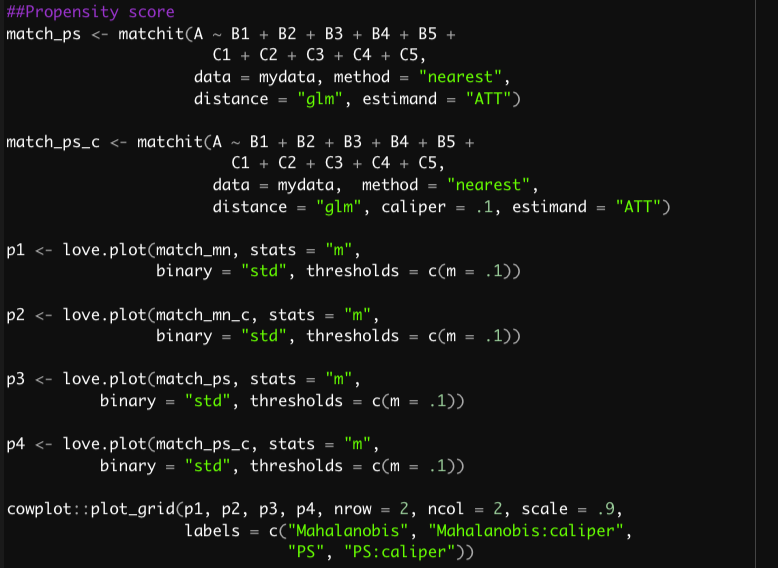 ##Propensity score
match_ps <- matchit(A ~ B1 + B2 + B3 + B4 + B5 +
                      C1 + C2 + C3 + C4 + C5,
                    data = mydata, method = "nearest",
                    distance = "glm", estimand = "ATT")

match_ps_c <- matchit(A ~ B1 + B2 + B3 + B4 + B5 +
                        C1 + C2 + C3 + C4 + C5,
                      data = mydata,  method = "nearest",
                      distance = "glm", caliper = .1, estimand = "ATT")

p1 <- love.plot(match_mn, stats = "m",
                binary = "std", thresholds = c(m = .1))

p2 <- love.plot(match_mn_c, stats = "m",
                binary = "std", thresholds = c(m = .1))

p3 <- love.plot(match_ps, stats = "m",
          binary = "std", thresholds = c(m = .1))

p4 <- love.plot(match_ps_c, stats = "m",
          binary = "std", thresholds = c(m = .1))

cowplot::plot_grid(p1, p2, p3, p4, nrow = 2, ncol = 2, scale = .9,
                   labels = c("Mahalanobis", "Mahalanobis:caliper",
                              "PS", "PS:caliper"))